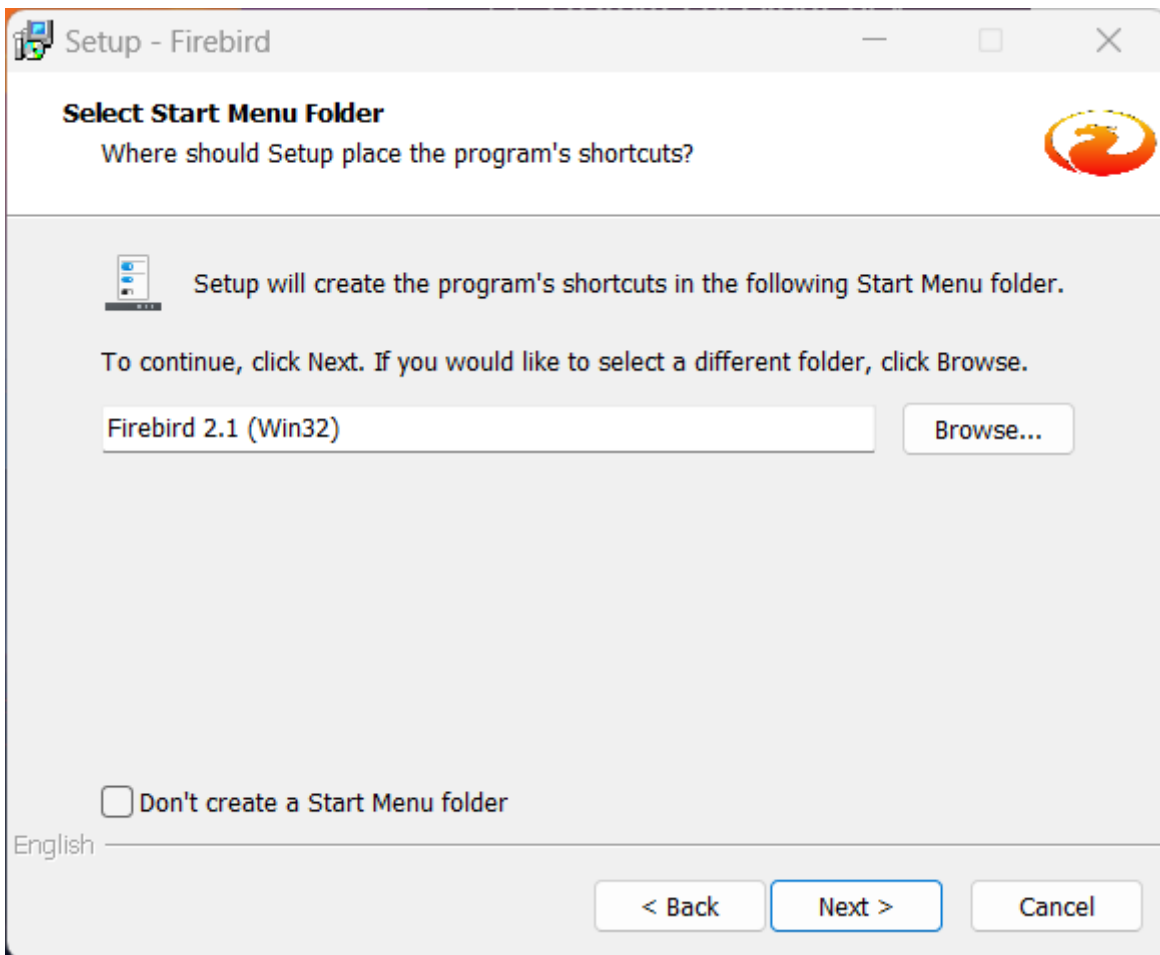 Setup - Firebird
Select Start Menu Folder
Where should Setup place the program's shortcuts?
Setup will create the program's shortcuts in the following Start Menu folder.
To continue, click Next. If you would like to select a different folder, click Browse.
Firebird 2.1 (Win32)
Browse...
Don't create a Start Menu folder
English
< Back
Next >
Cancel